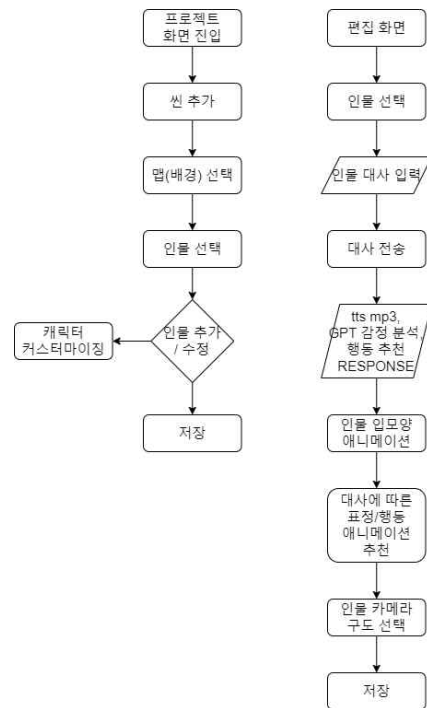 프로젝트
화면 진입
씬 추가
맵(배경) 선택
인물 선택
인물 추가
/ 수정
캐릭터
커스터마이징
저장
편집 화면
인물 선택
인물 대사 입력
대사 전송
tts mp3,
GPT 감정 분석,
행동 추천
RESPONSE
인물 입모양
애니메이션
대사에 따른
표정/행동
애니메이션
추천
인물 카메라
구도 선택
저장